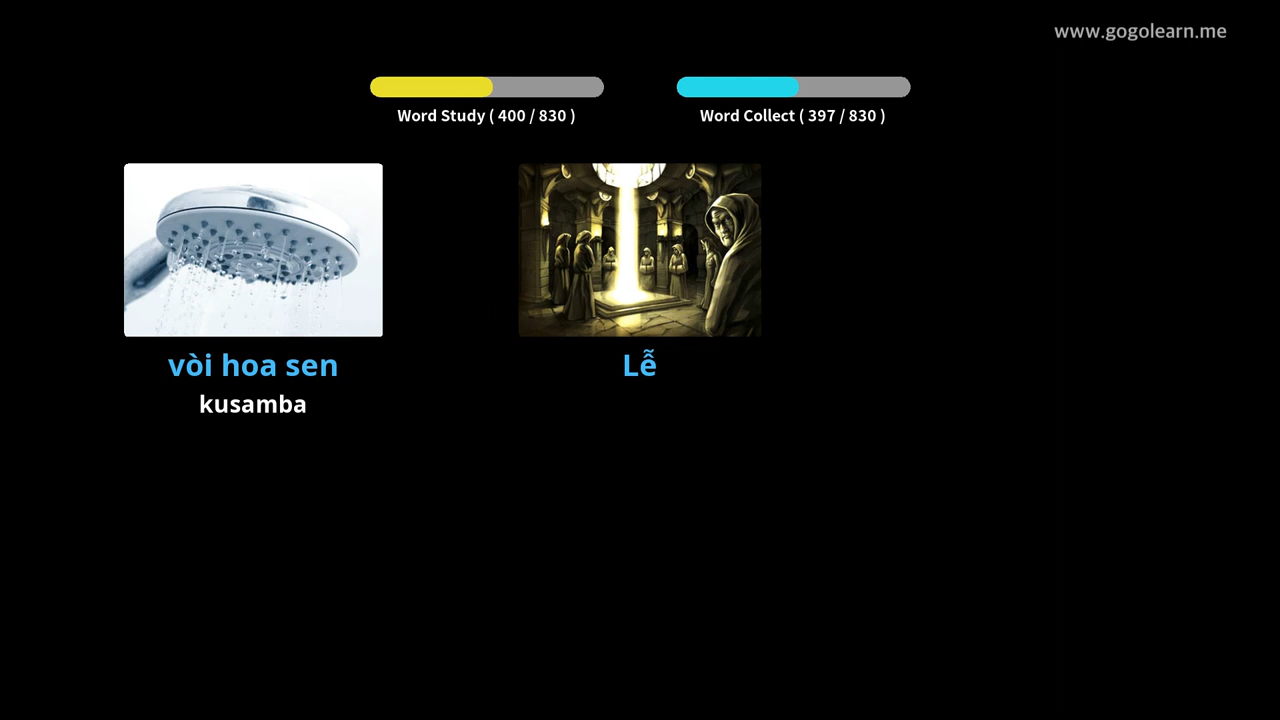 www.gogolearn.me
Word Study ( 400 / 830 )
Word Collect ( 397 / 830 )
vòi hoa sen
kusamba
Lễ